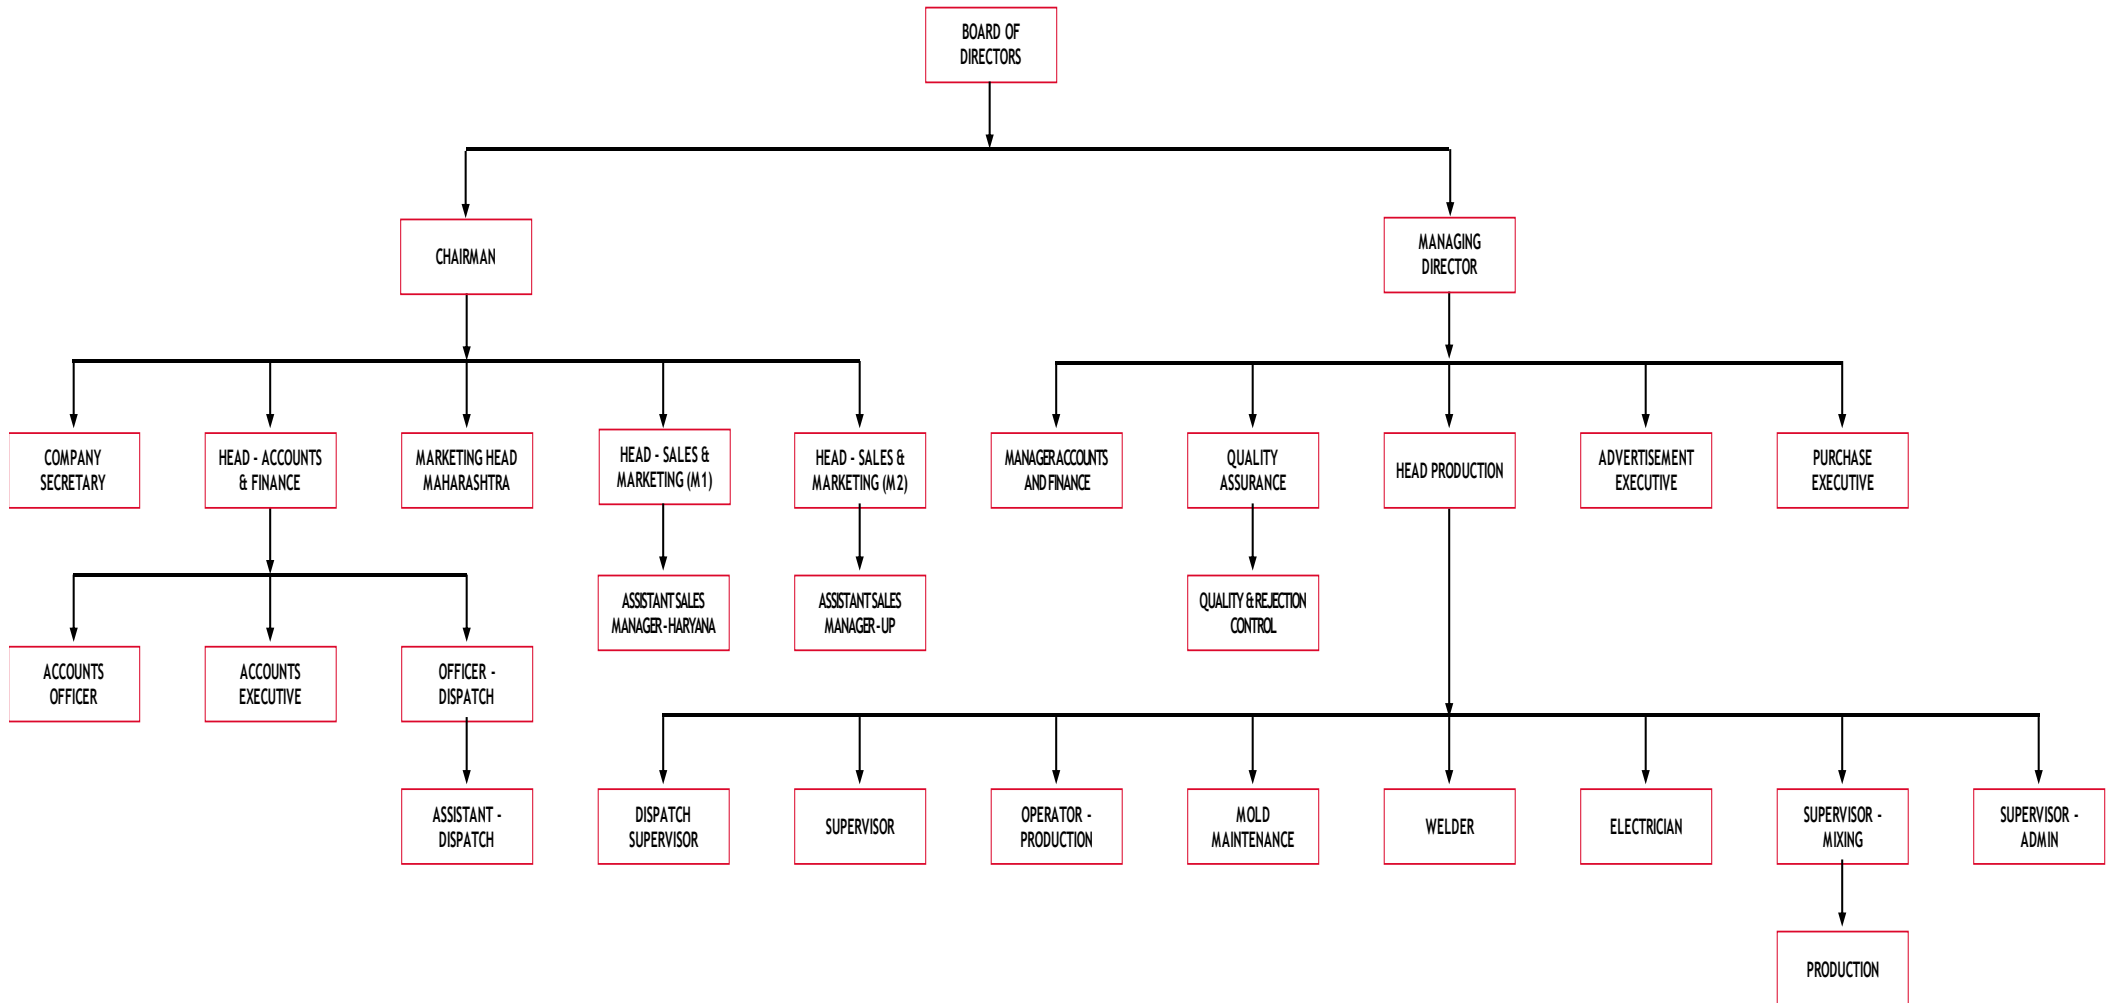 BOARD OF
DIRECTORS
CHAIRMAN
MANAGING
DIRECTOR
COMPANY
SECRETARY
HEAD - ACCOUNTS
& FINANCE
MARKETING HEAD
MAHARASHTRA
HEAD - SALES &
MARKETING (M1)
HEAD - SALES &
MARKETING (M2)
MANAGER ACCOUNTS
AND FINANCE
QUALITY
ASSURANCE
HEAD PRODUCTION
ADVERTISEMENT
EXECUTIVE
PURCHASE
EXECUTIVE
ASSISTANT SALES
MANAGER - HARYANA
ASSISTANT SALES
MANAGER - UP
QUALITY & REJECTION
CONTROL
ACCOUNTS
OFFICER
ACCOUNTS
EXECUTIVE
OFFICER -
DISPATCH
ASSISTANT -
DISPATCH
DISPATCH
SUPERVISOR
SUPERVISOR
OPERATOR -
PRODUCTION
MOLD
MAINTENANCE
WELDER
ELECTRICIAN
SUPERVISOR -
MIXING
SUPERVISOR -
ADMIN
PRODUCTION